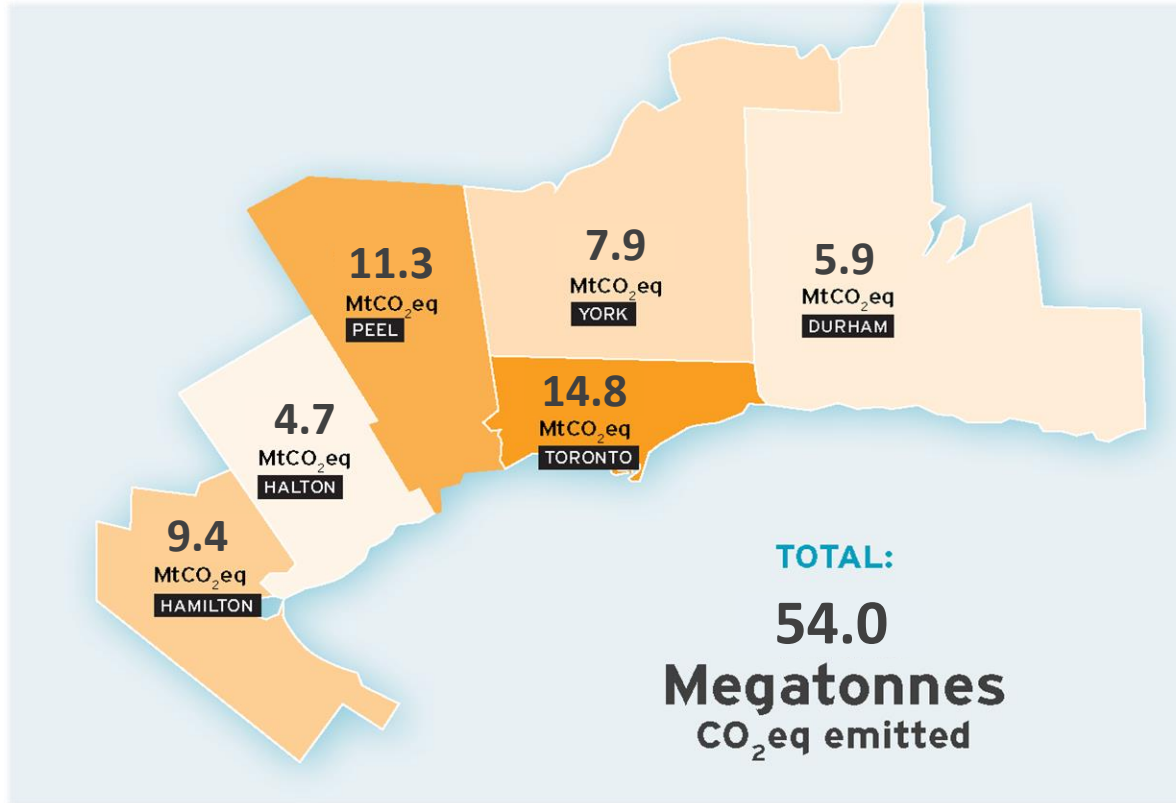 7.9
MtCO₂eq
YORK
5.9
MtCO₂eq
DURHAM
11.3
MtCO₂eq
PEEL
14.8
MtCO₂eq
TORONTO
4.7
MtCO₂eq
HALTON
9.4
MtCO₂eq
HAMILTON
TOTAL:
54.0
Megatonnes
CO₂eq emitted